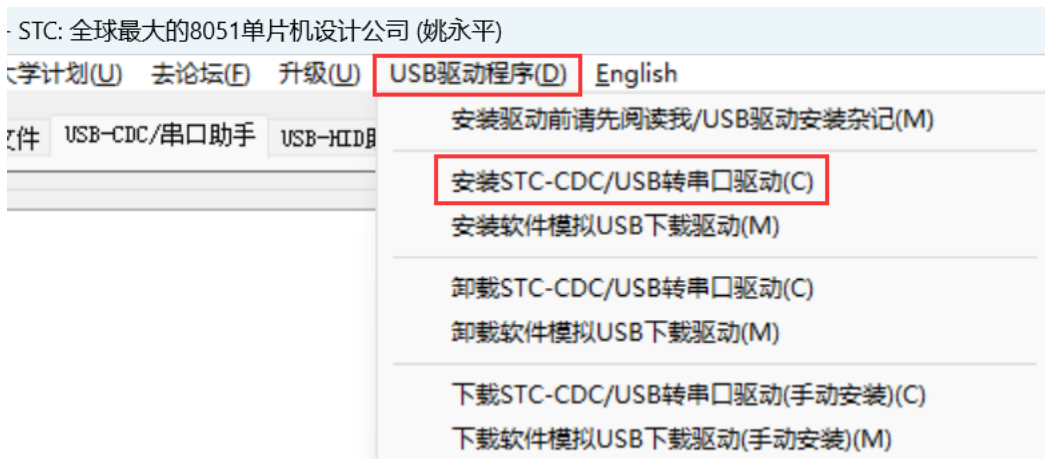 - STC: 全球最大的8051单片机设计公司 (姚永平)
大学计划(U) 去论坛(F) 升级(U) USB驱动程序(D) English
文件 USB-CDC/串口助手 USB-HID
安装驱动前请先阅读我/USB驱动安装杂记(M)
安装STC-CDC/USB转串口驱动(C)
安装软件模拟USB下载驱动(M)
卸载STC-CDC/USB转串口驱动(C)
卸载软件模拟USB下载驱动(M)
下载STC-CDC/USB转串口驱动(手动安装)(C)
下载软件模拟USB下载驱动(手动安装)(M)